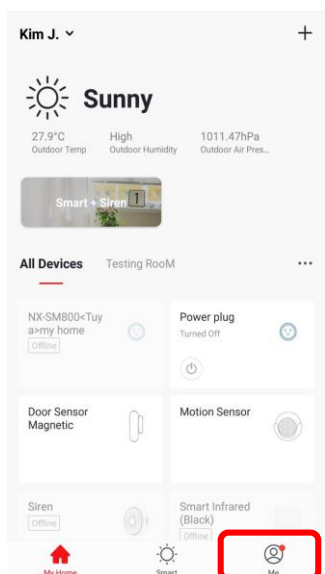 Kim J.
Sunny
27.9°C High 1011.47hPa
Outdoor Temp Outdoor Humidity Outdoor Air Pres...
Smart + Siren 1
All Devices Testing RooM ...
NX-SM800<Tuy
a>my home
Offline
Power plug
Turned Off
Door Sensor
Magnetic
Motion Sensor
Siren
Offline
Smart Infrared
(Black)
Offline
My Home Smart Me